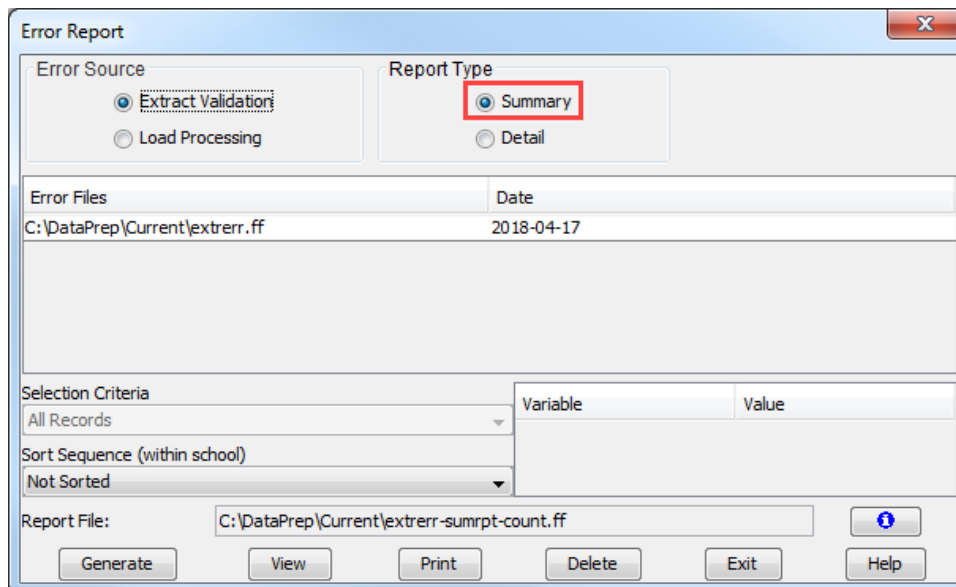 Error Report
Error Source
Extract Validation
Load Processing
Report Type
Summary
Detail
Error Files Date
C:\DataPrep\Current\extrerr.ff 2018-04-17
Selection Criteria
All Records
Sort Sequence (within school)
Not Sorted
Variable Value
Report File: C:\DataPrep\Current\extrerr-sumrpt-count.ff
Generate View Print Delete Exit Help